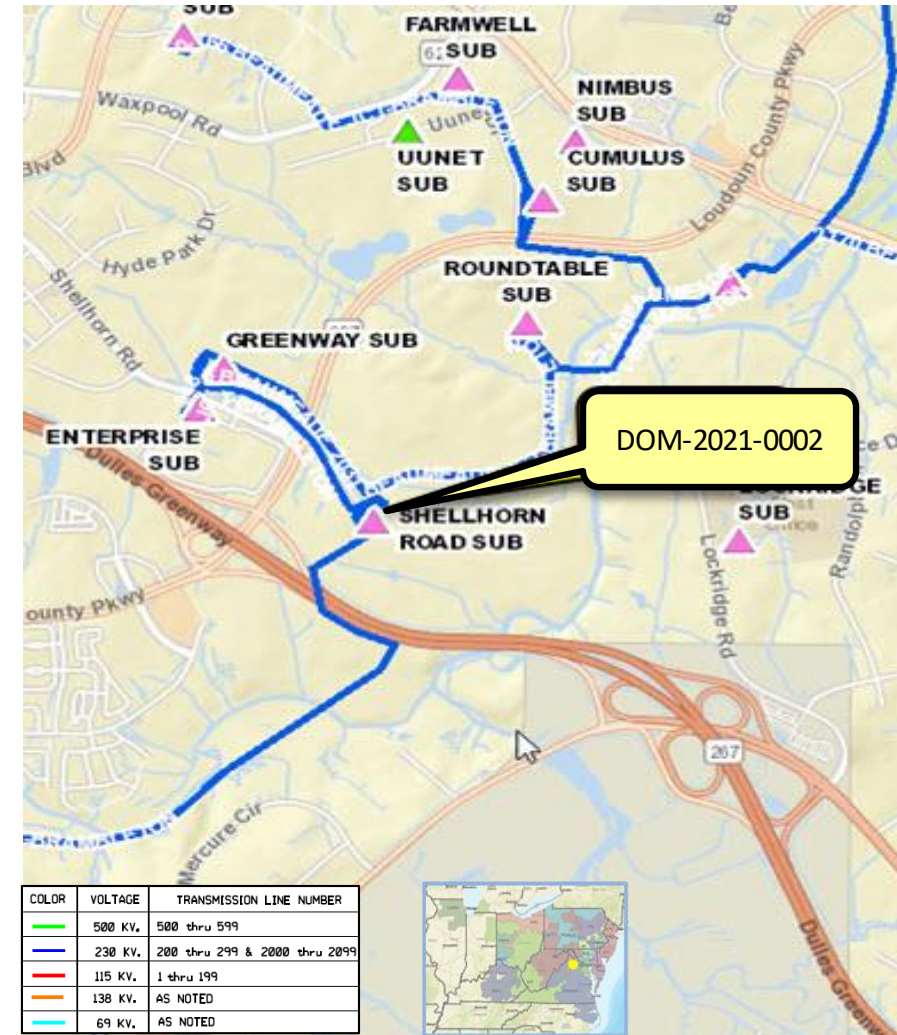 SUB
FARMWELL
SUB
NIMBUS
SUB
Waxpool Rd
Loudoun County Pkwy
UUNET
SUB
CUMULUS
SUB
Blvd
Hyde Park Dr
Shellhorn Rd
ROUNDTABLE
SUB
GREENWAY SUB
ENTERPRISE
SUB
DOM-2021-0002
SUB
Dulles Greenway
SHELLHORN
ROAD SUB
Lockridge Rd
ounty Pkwy
267
Mercure Cir
Dulles Green
COLOR VOLTAGE TRANSMISSION LINE NUMBER
500 KV. 500 thru 599
230 KV. 200 thru 299 & 2000 thru 2099
115 KV. 1 thru 199
138 KV. AS NOTED
69 KV. AS NOTED